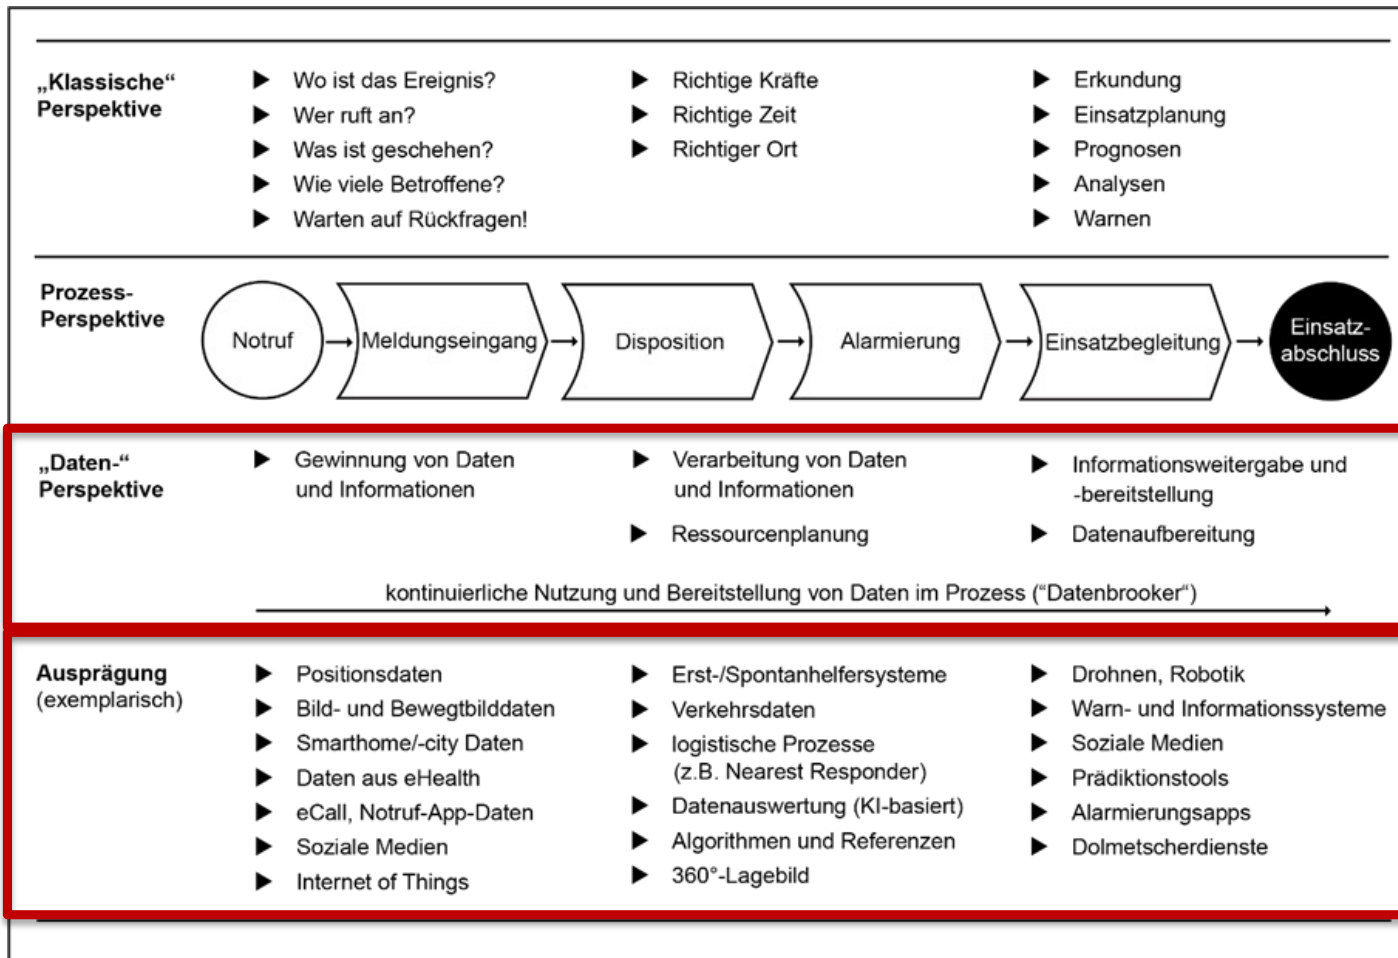 „Klassische“
Perspektive
▶ Wo ist das Ereignis?
▶ Wer ruft an?
▶ Was ist geschehen?
▶ Wie viele Betroffene?
▶ Warten auf Rückfragen!
▶ Richtige Kräfte
▶ Richtige Zeit
▶ Richtiger Ort
▶ Erkundung
▶ Einsatzplanung
▶ Prognosen
▶ Analysen
▶ Warnen
Prozess-
Perspektive
Notruf
Meldungseingang
Disposition
Alarmierung
Einsatzbegleitung
Einsatz-
abschluss
„Daten-“
Perspektive
▶ Gewinnung von Daten
und Informationen
▶ Verarbeitung von Daten
und Informationen
▶ Ressourcenplanung
▶ Informationsweitergabe und
-bereitstellung
▶ Datenaufbereitung
kontinuierliche Nutzung und Bereitstellung von Daten im Prozess (“Datenbrooker“)
Ausprägung
(exemplarisch)
▶ Positionsdaten
▶ Bild- und Bewegtbilddaten
▶ Smarthome/-city Daten
▶ Daten aus eHealth
▶ eCall, Notruf-App-Daten
▶ Soziale Medien
▶ Internet of Things
▶ Erst-/Spontanhelfersysteme
▶ Verkehrsdaten
▶ logistische Prozesse
(z.B. Nearest Responder)
▶ Datenauswertung (KI-basiert)
▶ Algorithmen und Referenzen
▶ 360°-Lagebild
▶ Drohnen, Robotik
▶ Warn- und Informationssysteme
▶ Soziale Medien
▶ Prädiktionstools
▶ Alarmierungsapps
▶ Dolmetscherdienste